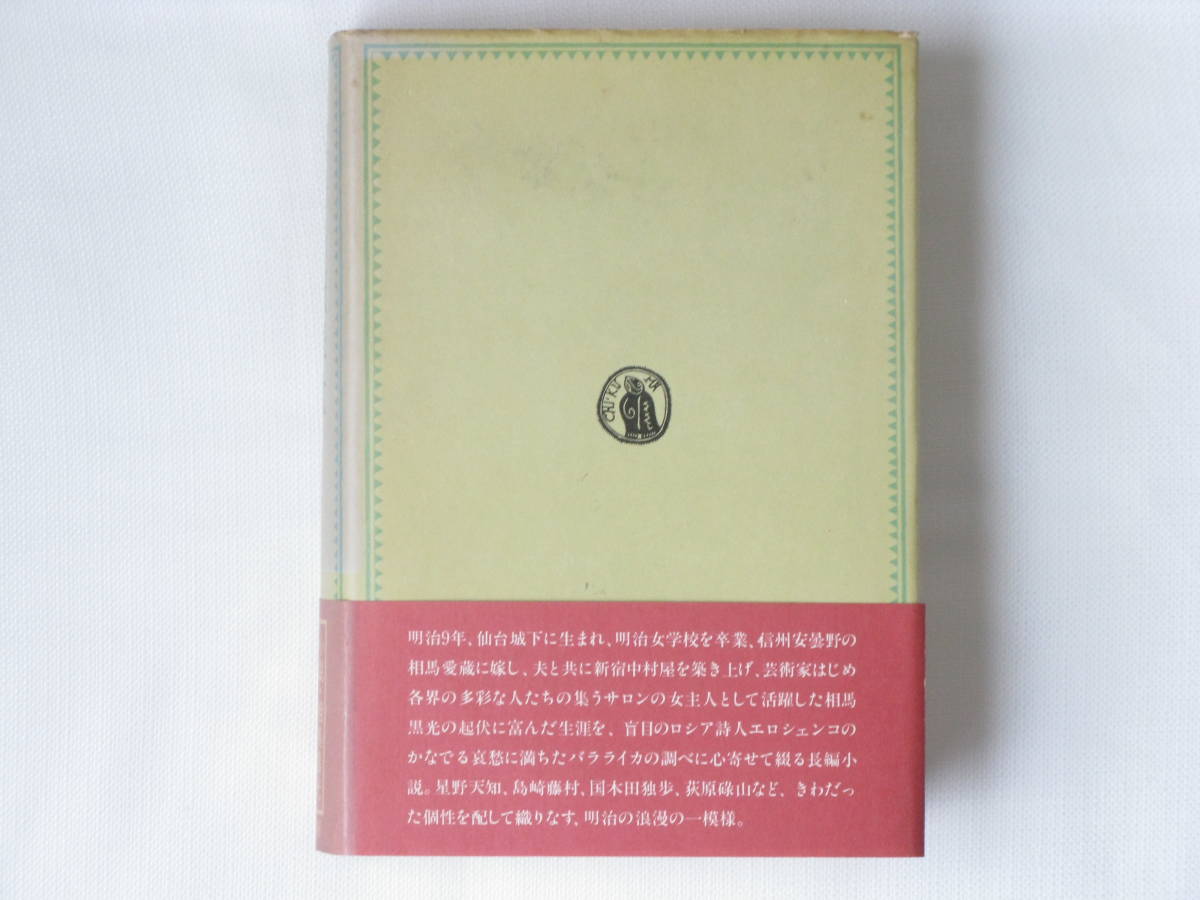 CHIKUMA
明治9年、仙台城下に生まれ、明治女学校を卒業、信州安曇野の
相馬愛蔵に嫁し、夫と共に新宿中村屋を築き上げ、芸術家はじめ
各界の多彩な人たちの集うサロンの女主人として活躍した相馬
黒光の起伏に富んだ生涯を、盲目のロシア詩人エロシェンコの
かなでる哀愁に満ちたバラライカの調べに心寄せて綴る長編小
説。星野天知、島崎藤村、国木田独歩、荻原碌山など、きわだっ
た個性を配して織りなす、明治の浪漫の一模様。